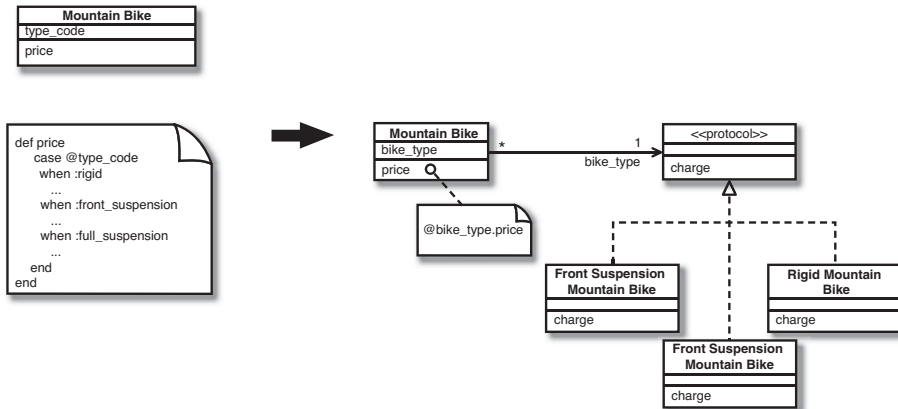 Mountain Bike
type_code
price
def price
case @type_code
when :rigid
...
when :front_suspension
...
when :full_suspension
...
end
end
Mountain Bike
bike_type
price
*
1
bike_type
@bike_type.price
<<protocol>>
charge
Front Suspension
Mountain Bike
charge
Front Suspension
Mountain Bike
charge
Rigid Mountain
Bike
charge